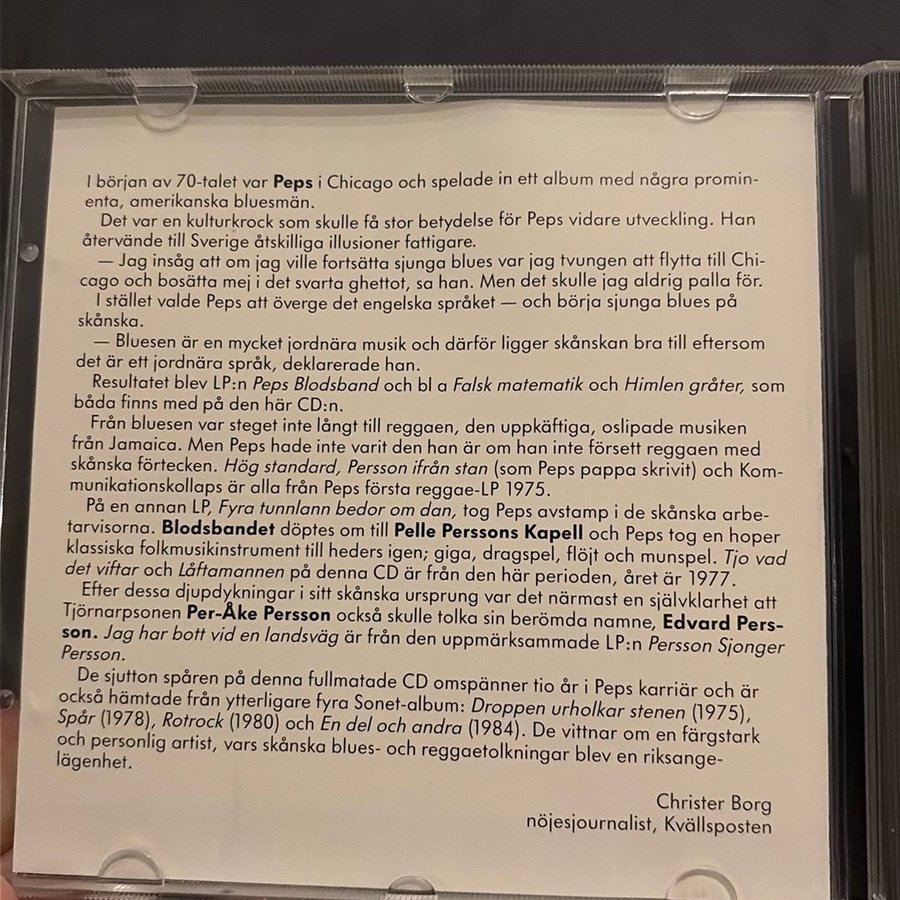 I början av 70-talet var Peps i Chicago och spelade in ett album med några promin-
enta, amerikanska bluesmän.
Det var en kulturkrock som skulle få stor betydelse för Peps vidare utveckling. Han
återvände till Sverige åtskilliga illusioner fattigare.
— Jag insåg att om jag ville fortsätta sjunga blues var jag tvungen att flytta till Chi-
cago och bosätta mej i det svarta ghettot, sa han. Men det skulle jag aldrig palla för.
I stället valde Peps att överge det engelska språket — och börja sjunga blues på
skånska.
— Bluesen är en mycket jordnära musik och därför ligger skånskan bra till eftersom
det är ett jordnära språk, deklarerade han.
Resultatet blev LP:n Peps Blodsband och bl a Falsk matematik och Himlen gråter, som
båda finns med på den här CD:n.
Från bluesen var steget inte långt till reggaen, den uppkäftiga, oslipade musiken
från Jamaica. Men Peps hade inte varit den han är om han inte försett reggaen med
skånska förtecken. Hög standard, Persson ifrån stan (som Peps pappa skrivit) och Kom-
munikationskollaps är alla från Peps första reggae-LP 1975.
På en annan LP, Fyra tunnlann bedor om dan, tog Peps avstamp i de skånska arbe-
tarvisorna. Blodsbandet döptes om till Pelle Perssons Kapell och Peps tog en hoper
klassiska folkmusikinstrument till heders igen; giga, dragspel, flöjt och munspel. Tjo vad
det viftar och Låftamannen på denna CD är från den här perioden, året är 1977.
Efter dessa djupdykningar i sitt skånska ursprung var det närmast en självklarhet att
Tjörnarpsonen Per-Åke Persson också skulle tolka sin berömda namne, Edvard Pers-
son. Jag har bott vid en landsväg är från den uppmärksammade LP:n Persson Sjonger
Persson.
De sjutton spåren på denna fullmatade CD omspänner tio år i Peps karriär och är
också hämtade från ytterligare fyra Sonet-album: Droppen urholkar stenen (1975),
Spår (1978), Rotrock (1980) och En del och andra (1984). De vittnar om en färgstark
och personlig artist, vars skånska blues- och reggaetolkningar blev en riksange-
lägenhet.
Christer Borg
nöjesjournalist, Kvällsposten